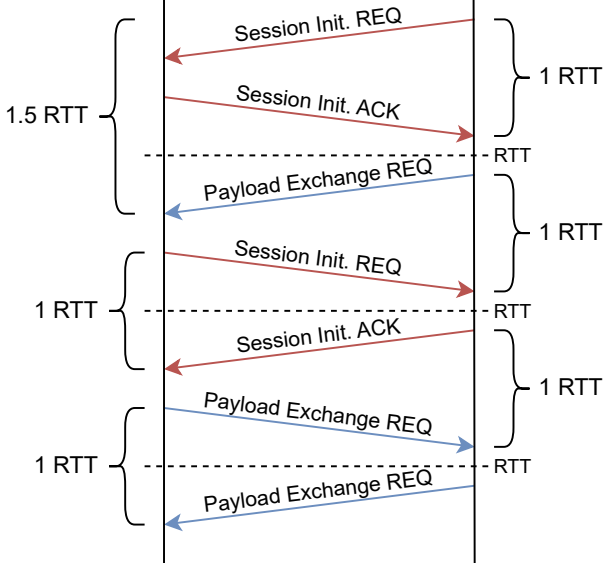 Session Init. REQ
1 RTT
1.5 RTT
Session Init. ACK
RTT
Payload Exchange REQ
1 RTT
Session Init. REQ
1 RTT
RTT
Session Init. ACK
1 RTT
Payload Exchange REQ
1 RTT
RTT
Payload Exchange REQ